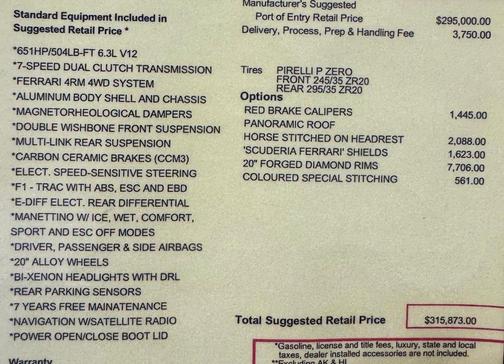 Standard Equipment Included in
Suggested Retail Price *
*651HP/504LB-FT 6.3L V12
*7-SPEED DUAL CLUTCH TRANSMISSION
*FERRARI 4RM 4WD SYSTEM
*ALUMINUM BODY SHELL AND CHASSIS
*MAGNETORHEOLOGICAL DAMPERS
*DOUBLE WISHBONE FRONT SUSPENSION
*MULTI-LINK REAR SUSPENSION
*CARBON CERAMIC BRAKES (CCM3)
*ELECT. SPEED-SENSITIVE STEERING
*F1 - TRAC WITH ABS, ESC AND EBD
*E-DIFF ELECT. REAR DIFFERENTIAL
*MANETTINO W/ ICE, WET, COMFORT,
SPORT AND ESC OFF MODES
*DRIVER, PASSENGER & SIDE AIRBAGS
*20" ALLOY WHEELS
*BI-XENON HEADLIGHTS WITH DRL
*REAR PARKING SENSORS
*7 YEARS FREE MAINATENANCE
*NAVIGATION W/SATELLITE RADIO
*POWER OPEN/CLOSE BOOT LID
Warranty
Manufacturer's Suggested
Port of Entry Retail Price $295,000.00
Delivery, Process, Prep & Handling Fee 3,750.00
Tires PIRELLI P ZERO
FRONT 245/35 ZR20
REAR 295/35 ZR20
Options
RED BRAKE CALIPERS 1,445.00
PANORAMIC ROOF
HORSE STITCHED ON HEADREST 2,088.00
'SCUDERIA FERRARI' SHIELDS 1,623.00
20" FORGED DIAMOND RIMS 7,706.00
COLOURED SPECIAL STITCHING 561.00
Total Suggested Retail Price $315,873.00
*Gasoline, license and title fees, luxury, state and local
taxes, dealer installed accessories are not included.
**Excluding AK & HI